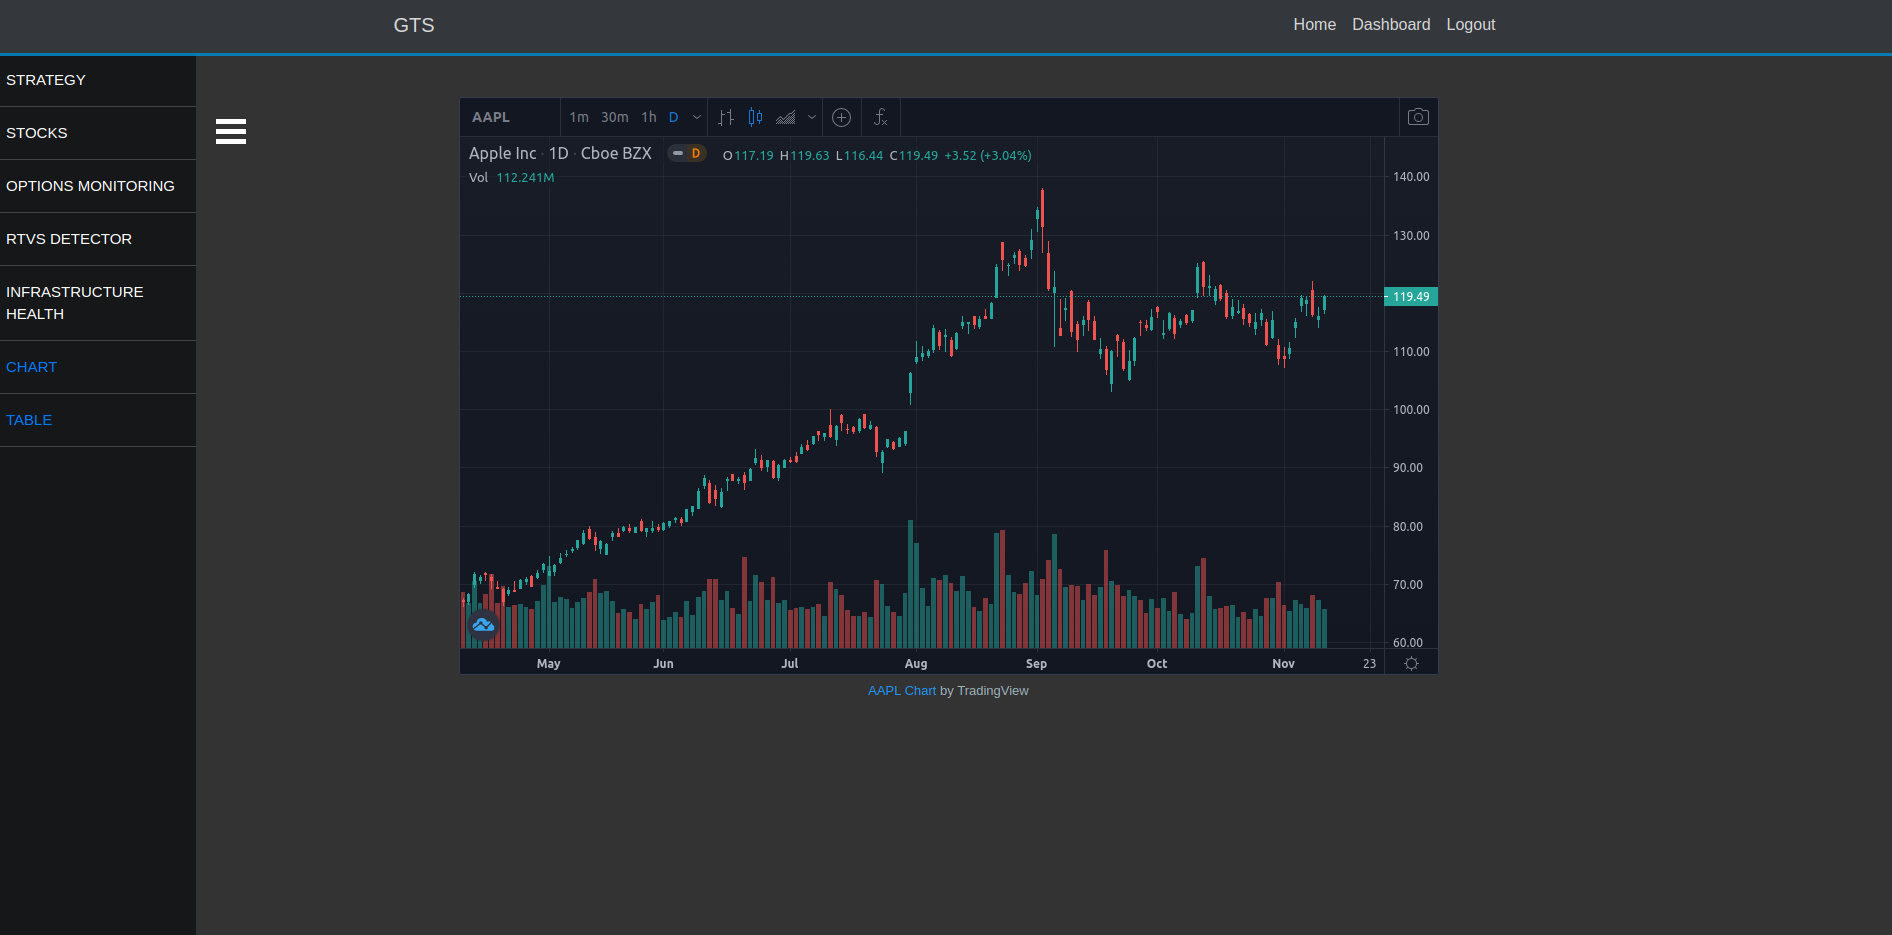 GTS
Home Dashboard Logout
STRATEGY
STOCKS
OPTIONS MONITORING
RTVS DETECTOR
INFRASTRUCTURE
HEALTH
CHART
TABLE
AAPL 1m 30m 1h D
Apple Inc · 1D · Cboe BZX D O117.19 H119.63 L116.44 C119.49 +3.52 (+3.04%)
Vol 112.241M
140.00
130.00
119.49
110.00
100.00
90.00
80.00
70.00
60.00
May Jun Jul Aug Sep Oct Nov 23
AAPL Chart by TradingView